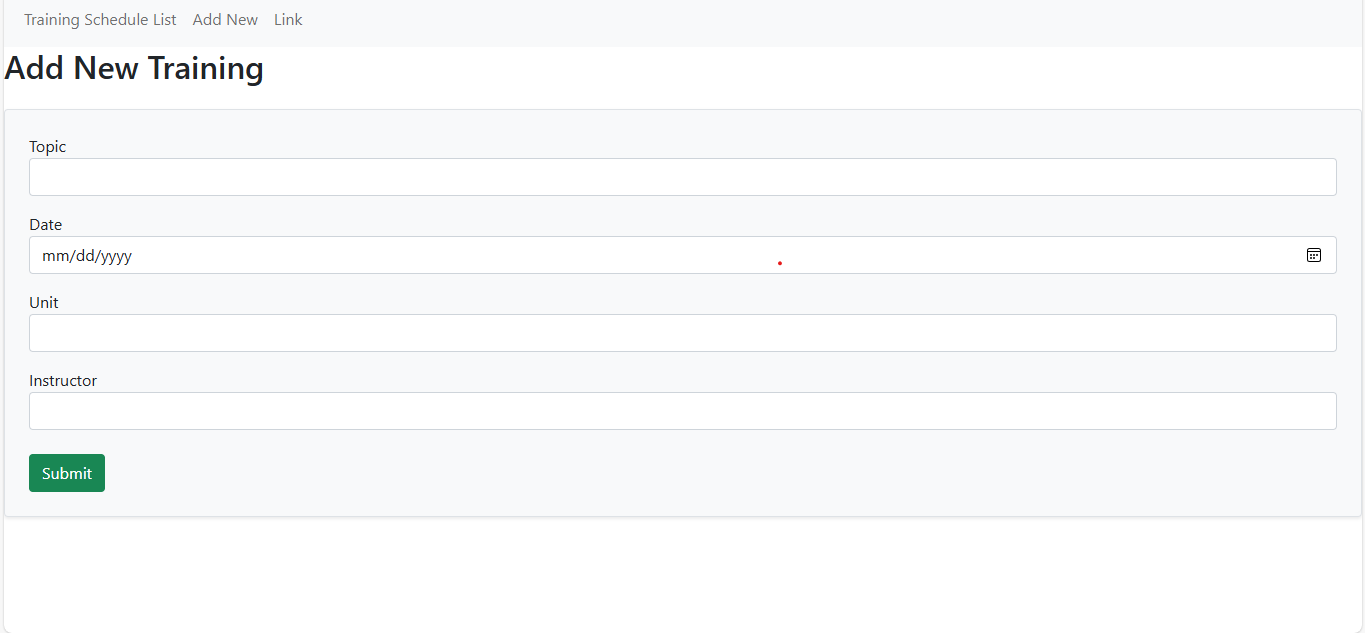 Training Schedule List Add New Link
Add New Training
Topic
Date
mm/dd/yyyy
Unit
Instructor
Submit